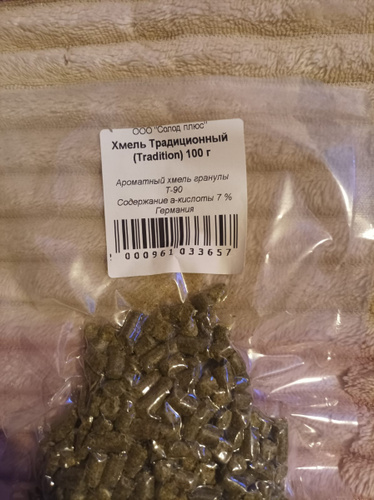 ООО "Солод плюс"
Хмель Традиционный
(Tradition) 100 г
Ароматный хмель гранулы
Т-90
Содержание а-кислоты 7 %
Германия
000961033657